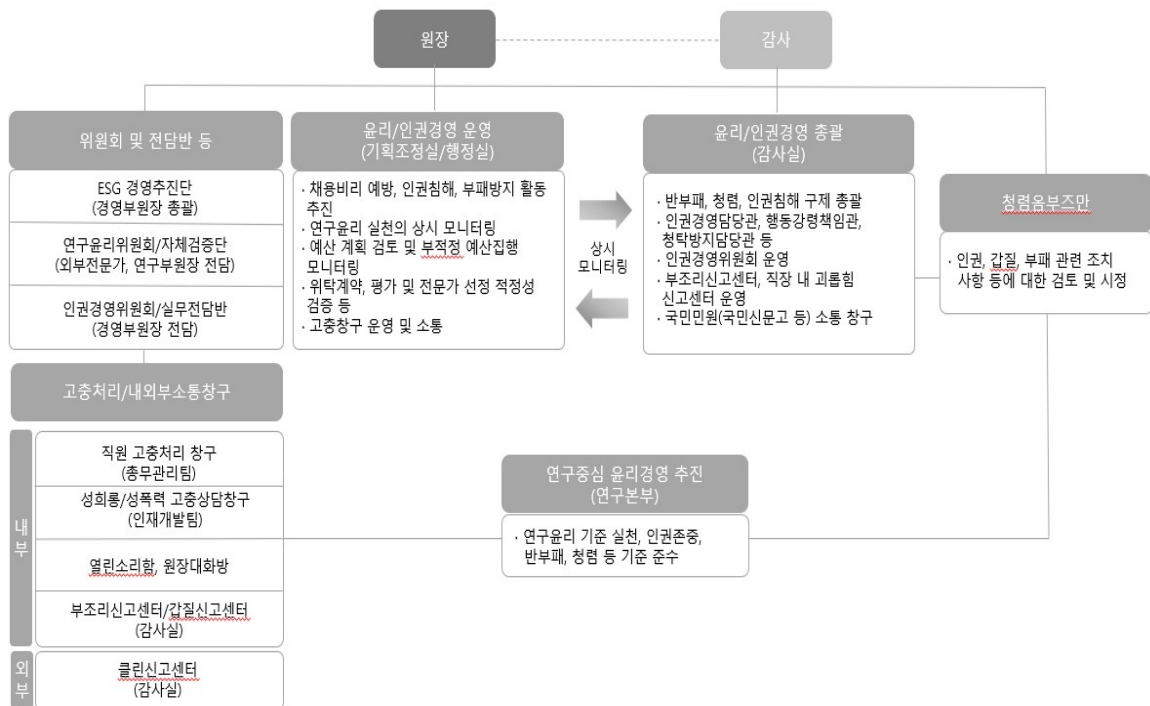 원장
감사
위원회 및 전담반 등
ESG 경영추진단
(경영부원장 총괄)
연구윤리위원회/자체검증단
(외부전문가, 연구부원장 전담)
인권경영위원회/실무전담반
(경영부원장 전담)
윤리/인권경영 운영
(기획조정실/행정실)
· 채용비리 예방, 인권침해, 부패방지 활동
추진
· 연구윤리 실천의 상시 모니터링
· 예산 계획 검토 및 부적정 예산집행
모니터링
· 위탁계약, 평가 및 전문가 선정 적정성
검증 등
· 고충창구 운영 및 소통
상시
모니터링
윤리/인권경영 총괄
(감사실)
· 반부패, 청렴, 인권침해 구제 총괄
· 인권경영담당관, 행동강령책임관,
청탁방지담당관 등
· 인권경영위원회 운영
· 부조리신고센터, 직장 내 괴롭힘
신고센터 운영
· 국민민원(국민신문고 등) 소통 창구
청렴옴부즈만
· 인권, 갑질, 부패 관련 조치
사항 등에 대한 검토 및 시정
고충처리/내외부소통창구
내부
직원 고충처리 창구
(총무관리팀)
성희롱/성폭력 고충상담창구
(인재개발팀)
열린소리함, 원장대화방
부조리신고센터/갑질신고센터
(감사실)
외부
클린신고센터
(감사실)
연구중심 윤리경영 추진
(연구본부)
· 연구윤리 기준 실천, 인권존중,
반부패, 청렴 등 기준 준수